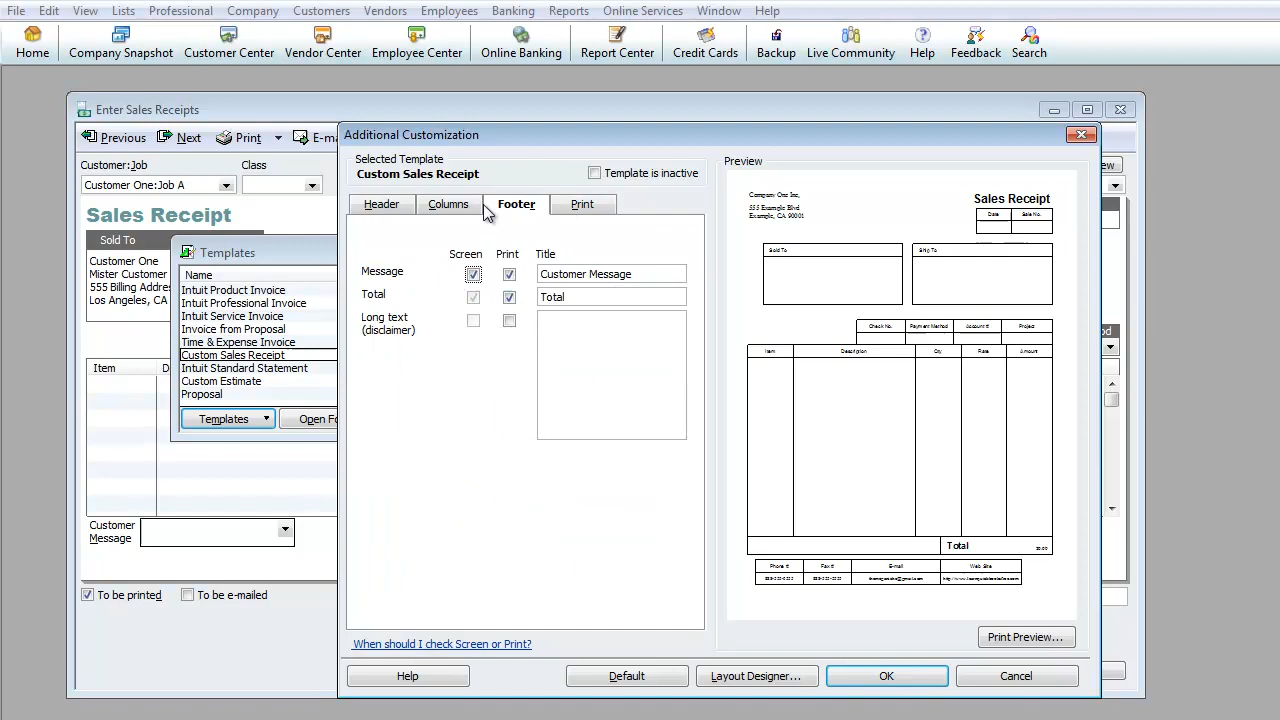 File Edit View Lists Professional Company Customers Vendors Employees Banking Reports Online Services Window Help
Home Company Snapshot Customer Center Vendor Center Employee Center Online Banking Report Center Credit Cards Backup Live Community Help Feedback Search
Enter Sales Receipts
Previous Next Print E-ma
Customer:Job Class
Customer One:Job A
Sales Receipt
Sold To
Customer One
Mister Customer
555 Billing Addre
Los Angeles, CA
Item D
Customer
Message
To be printed To be e-mailed
Templates
Name
Intuit Product Invoice
Intuit Professional Invoice
Intuit Service Invoice
Invoice from Proposal
Time & Expense Invoice
Custom Sales Receipt
Intuit Standard Statement
Custom Estimate
Proposal
Templates Open Fo
Additional Customization
Selected Template
Custom Sales Receipt
Template is inactive
Header Columns Footer Print
Screen Print Title
Message Customer Message
Total Total
Long text
(disclaimer)
When should I check Screen or Print?
Help Default Layout Designer... OK Cancel
Preview
Company One Inc,
555 Example Blvd
Example, CA 90001
Sales Receipt
Date Sale No.
Sold To Ship To
Check No. Payment Method Account # Project
Item Description Qty Rate Amount
Total $0.00
Phone # Fax # E-mail Web Site
Print Preview...